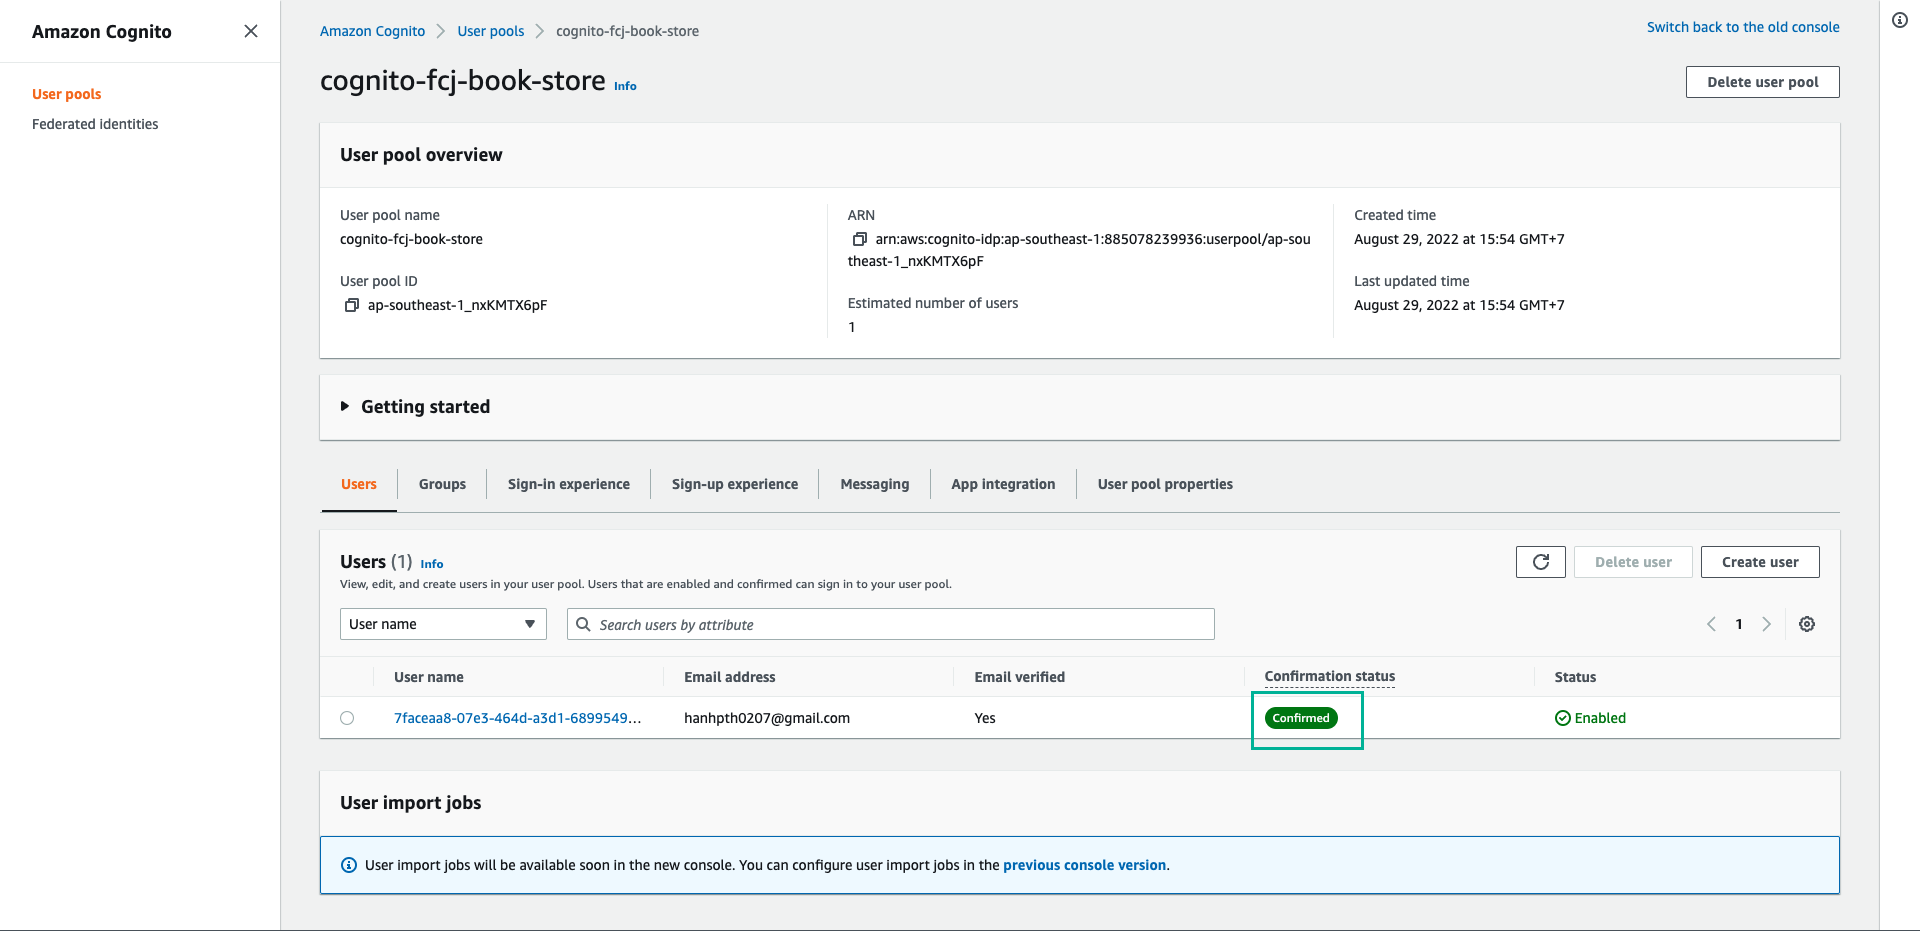 Amazon Cognito
User pools
Federated identities
Amazon Cognito
User pools
cognito-fcj-book-store
Switch back to the old console
cognito-fcj-book-store Info
Delete user pool
User pool overview
User pool name
cognito-fcj-book-store
User pool ID
ap-southeast-1_nxKMTX6pF
ARN
arn:aws:cognito-idp:ap-southeast-1:885078239936:userpool/ap-sou
theast-1_nxKMTX6pF
Estimated number of users
1
Created time
August 29, 2022 at 15:54 GMT+7
Last updated time
August 29, 2022 at 15:54 GMT+7
Getting started
Users
Groups
Sign-in experience
Sign-up experience
Messaging
App integration
User pool properties
Users (1) Info
View, edit, and create users in your user pool. Users that are enabled and confirmed can sign in to your user pool.
Delete user
Create user
User name
Search users by attribute
1
User name
Email address
Email verified
Confirmation status
Status
7faceaa8-07e3-464d-a3d1-6899549...
hanhpth0207@gmail.com
Yes
Confirmed
Enabled
User import jobs
User import jobs will be available soon in the new console. You can configure user import jobs in the previous console version.